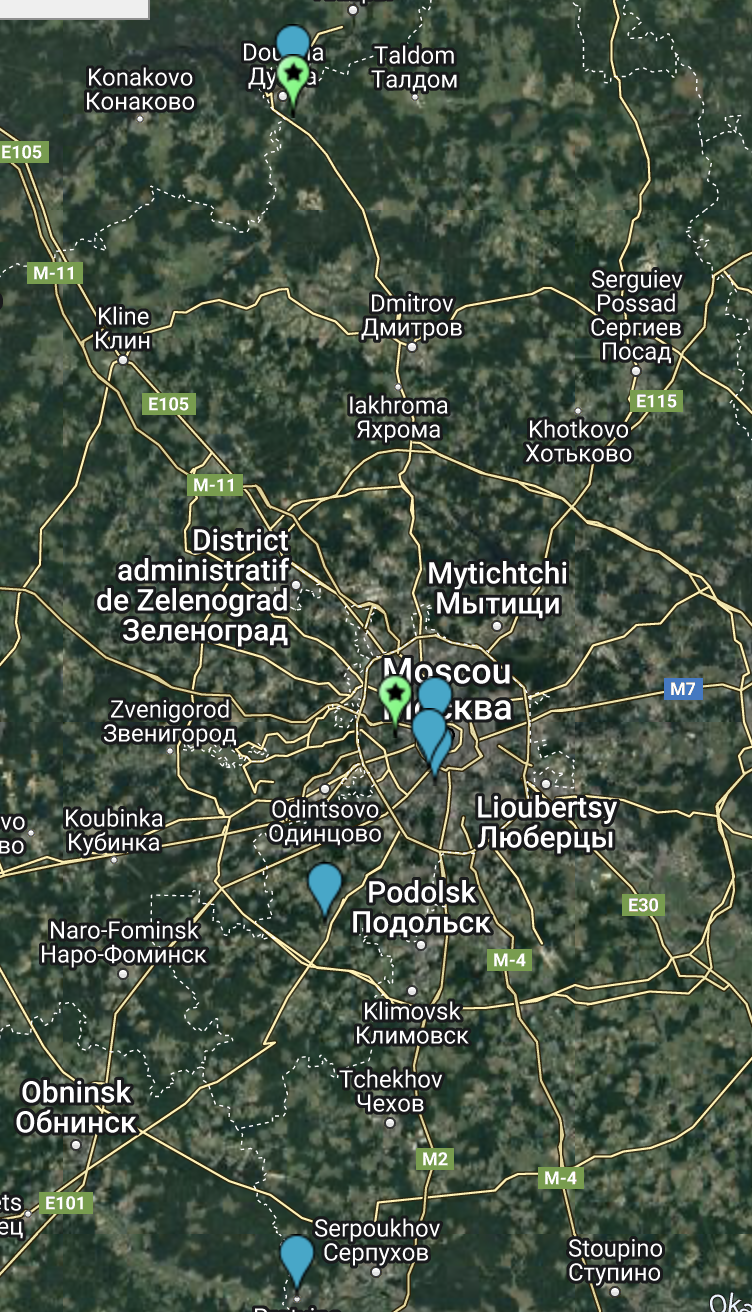 Taldom
Талдом
Konakovo
Конаково
E105
M-11
Serguiev
Possad
Сергиев
Посад
Dmitrov
Дмитров
Kline
Клин
E105
E115
Iakhroma
Яхрома
Khotkovo
Хотьково
M-11
District
administratif
de Zelenograd
Зеленоград
Mytichtchi
Мытищи
Moscou
M7
Zvenigorod
Звенигород
Odintsovo
Одинцово
Lioubertsy
Люберцы
Koubinka
Кубинка
Podolsk
Подольск
E30
Naro-Fominsk
Наро-Фоминск
M-4
Klimovsk
Климовск
Tchekhov
Чехов
Obninsk
Обнинск
M2
M-4
E101
Serpoukhov
Серпухов
Stoupino
Ступино